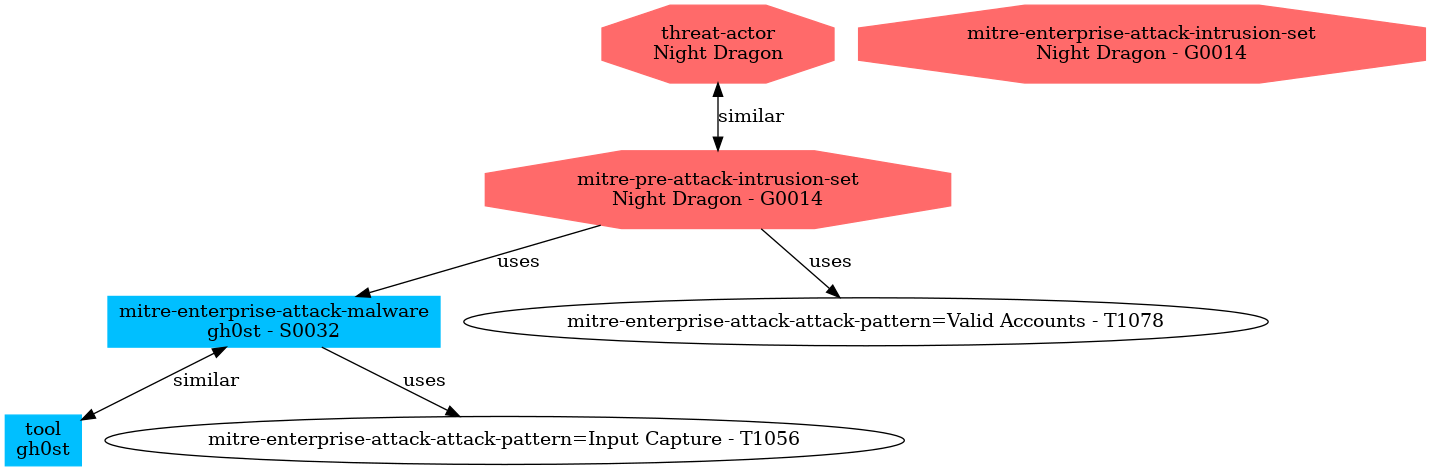 threat-actor
Night Dragon
mitre-enterprise-attack-intrusion-set
Night Dragon - G0014
similar
mitre-pre-attack-intrusion-set
Night Dragon - G0014
uses
uses
mitre-enterprise-attack-malware
gh0st - S0032
mitre-enterprise-attack-attack-pattern=Valid Accounts - T1078
similar
uses
tool
gh0st
mitre-enterprise-attack-attack-pattern=Input Capture - T1056